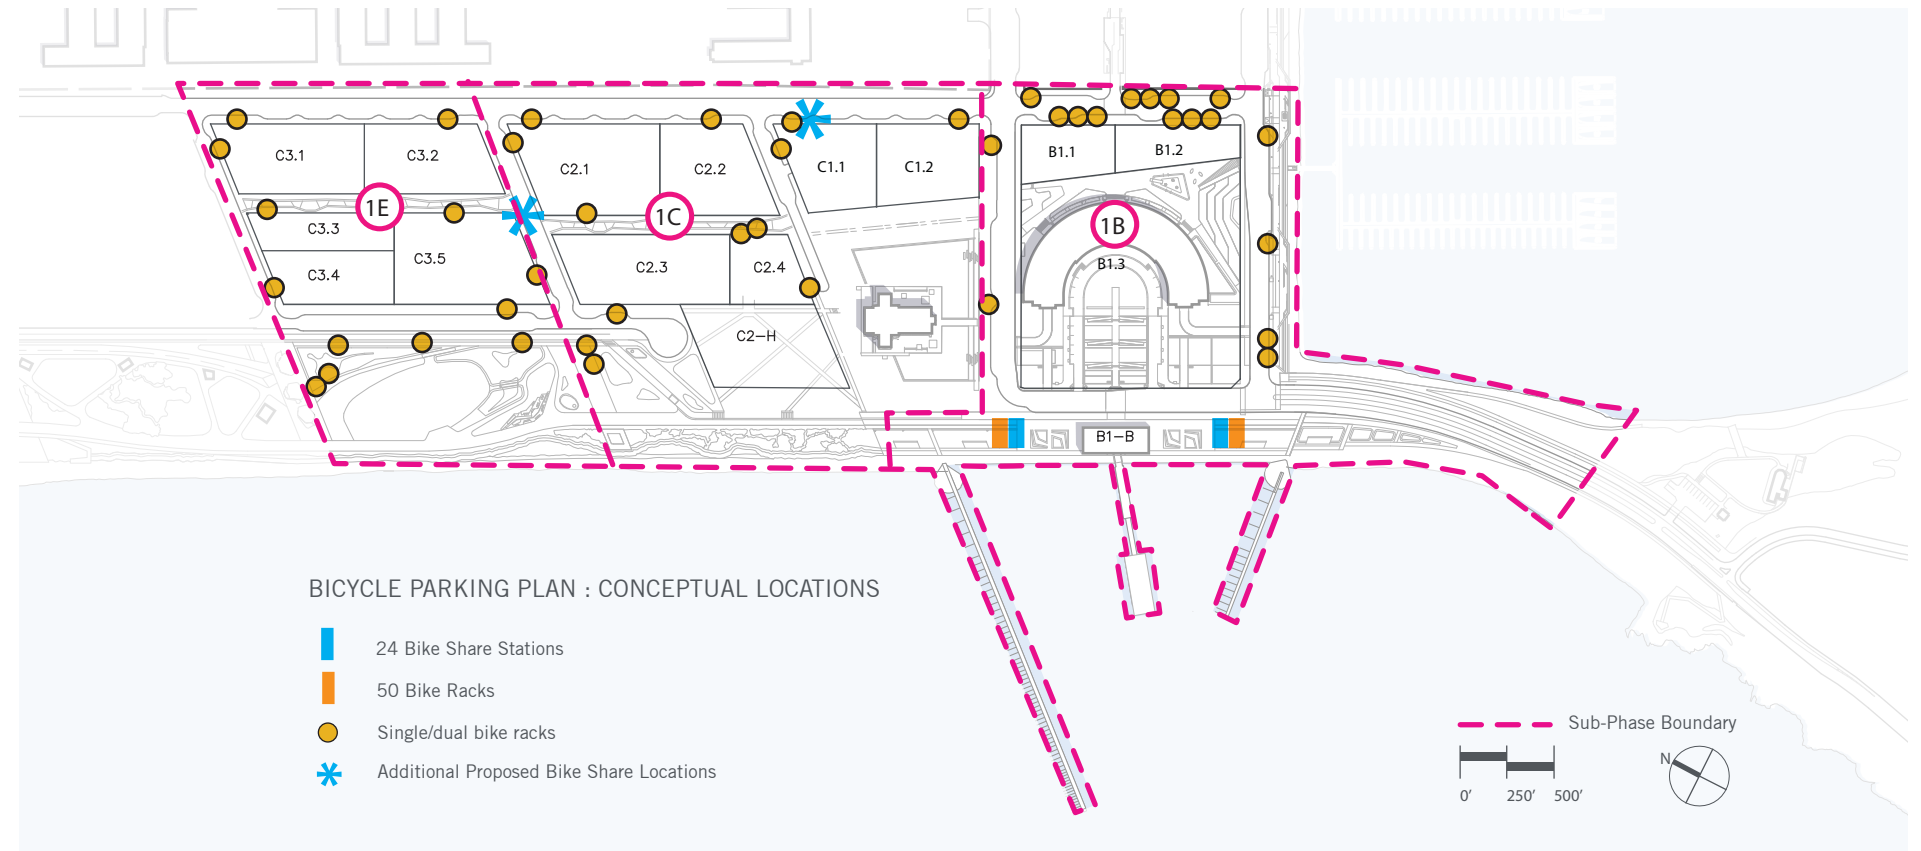 C3.1
C3.2
C2.1
C2.2
C1.1
C1.2
B1.1
B1.2
1E
1C
1B
C3.3
C3.4
C3.5
C2.3
C2.4
B1.3
C2–H
B1–B
BICYCLE PARKING PLAN : CONCEPTUAL LOCATIONS
24 Bike Share Stations
50 Bike Racks
Single/dual bike racks
Additional Proposed Bike Share Locations
Sub-Phase Boundary
N
0' 250' 500'